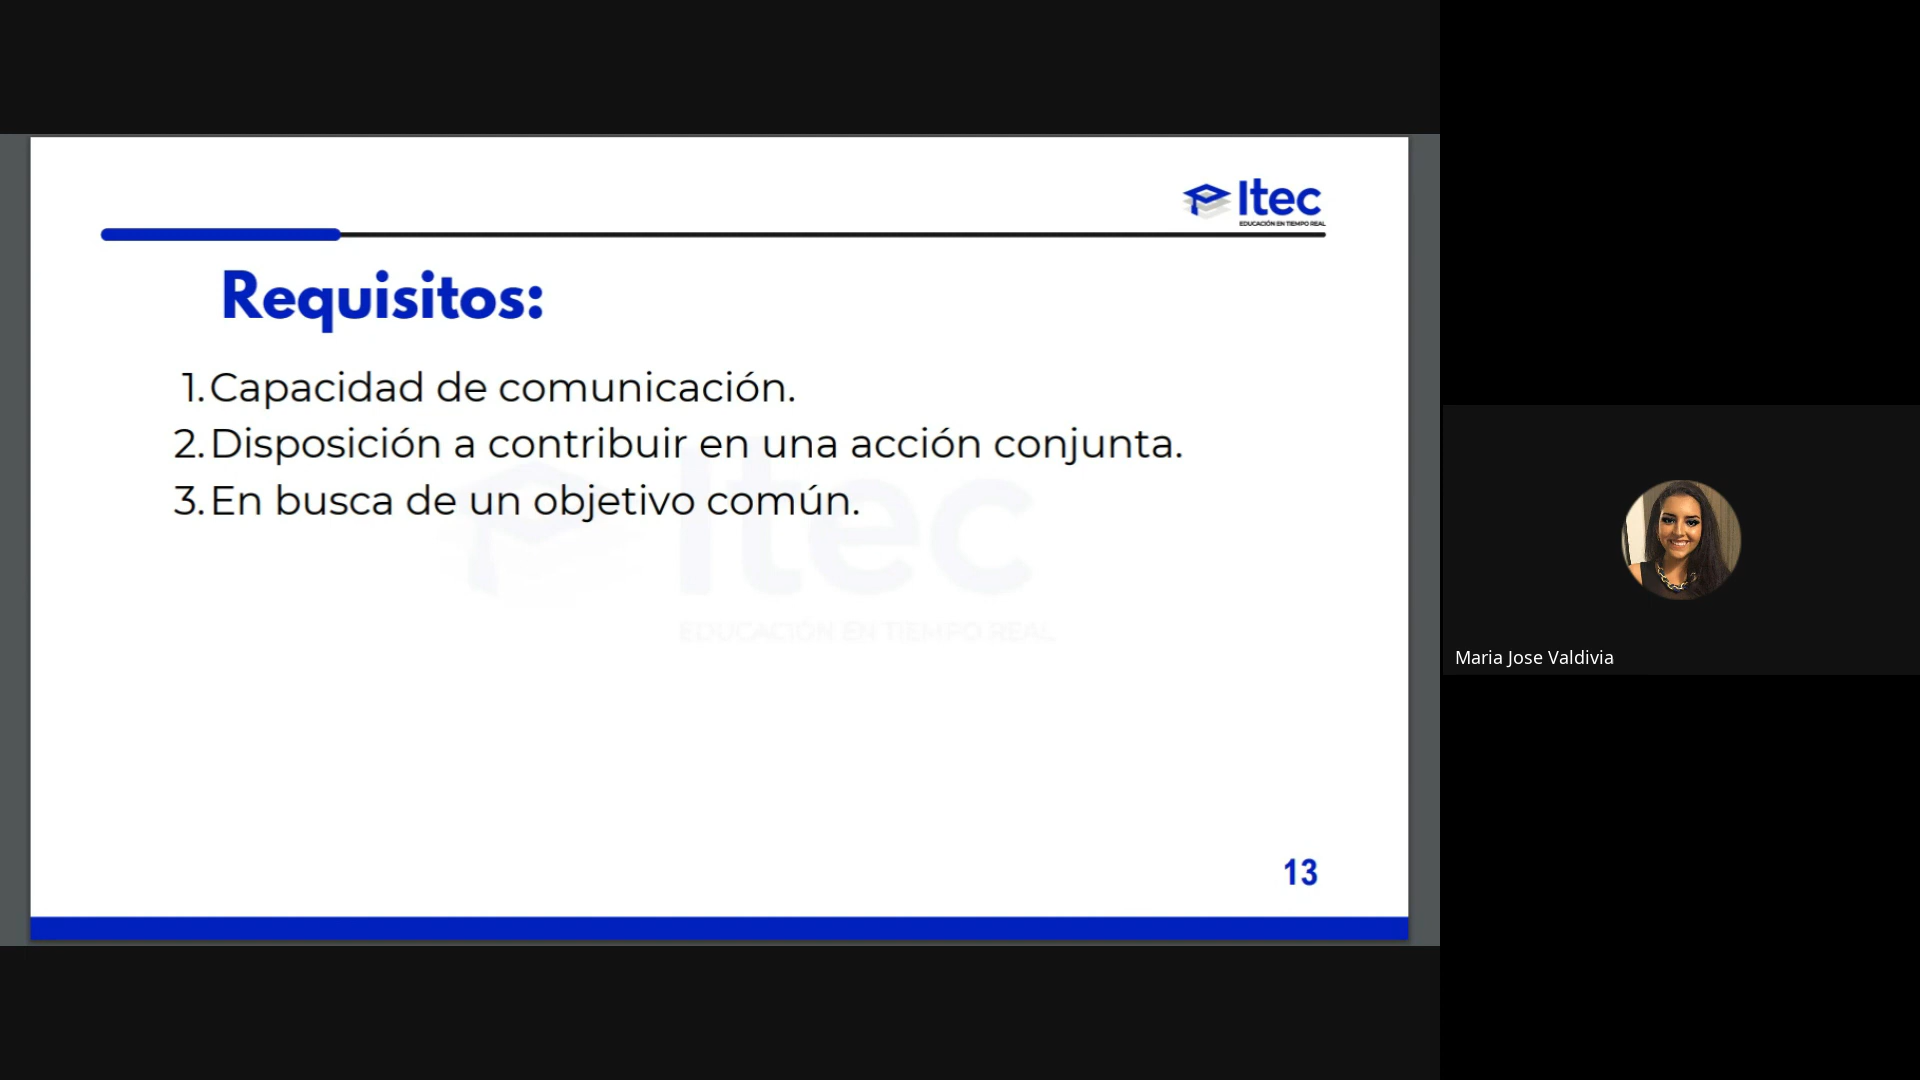 Itec
EDUCACIÓN EN TIEMPO REAL
Requisitos:
1. Capacidad de comunicación.
2. Disposición a contribuir en una acción conjunta.
3. En busca de un objetivo común.
Itec
EDUCACIÓN EN TIEMPO REAL
13
Maria Jose Valdivia